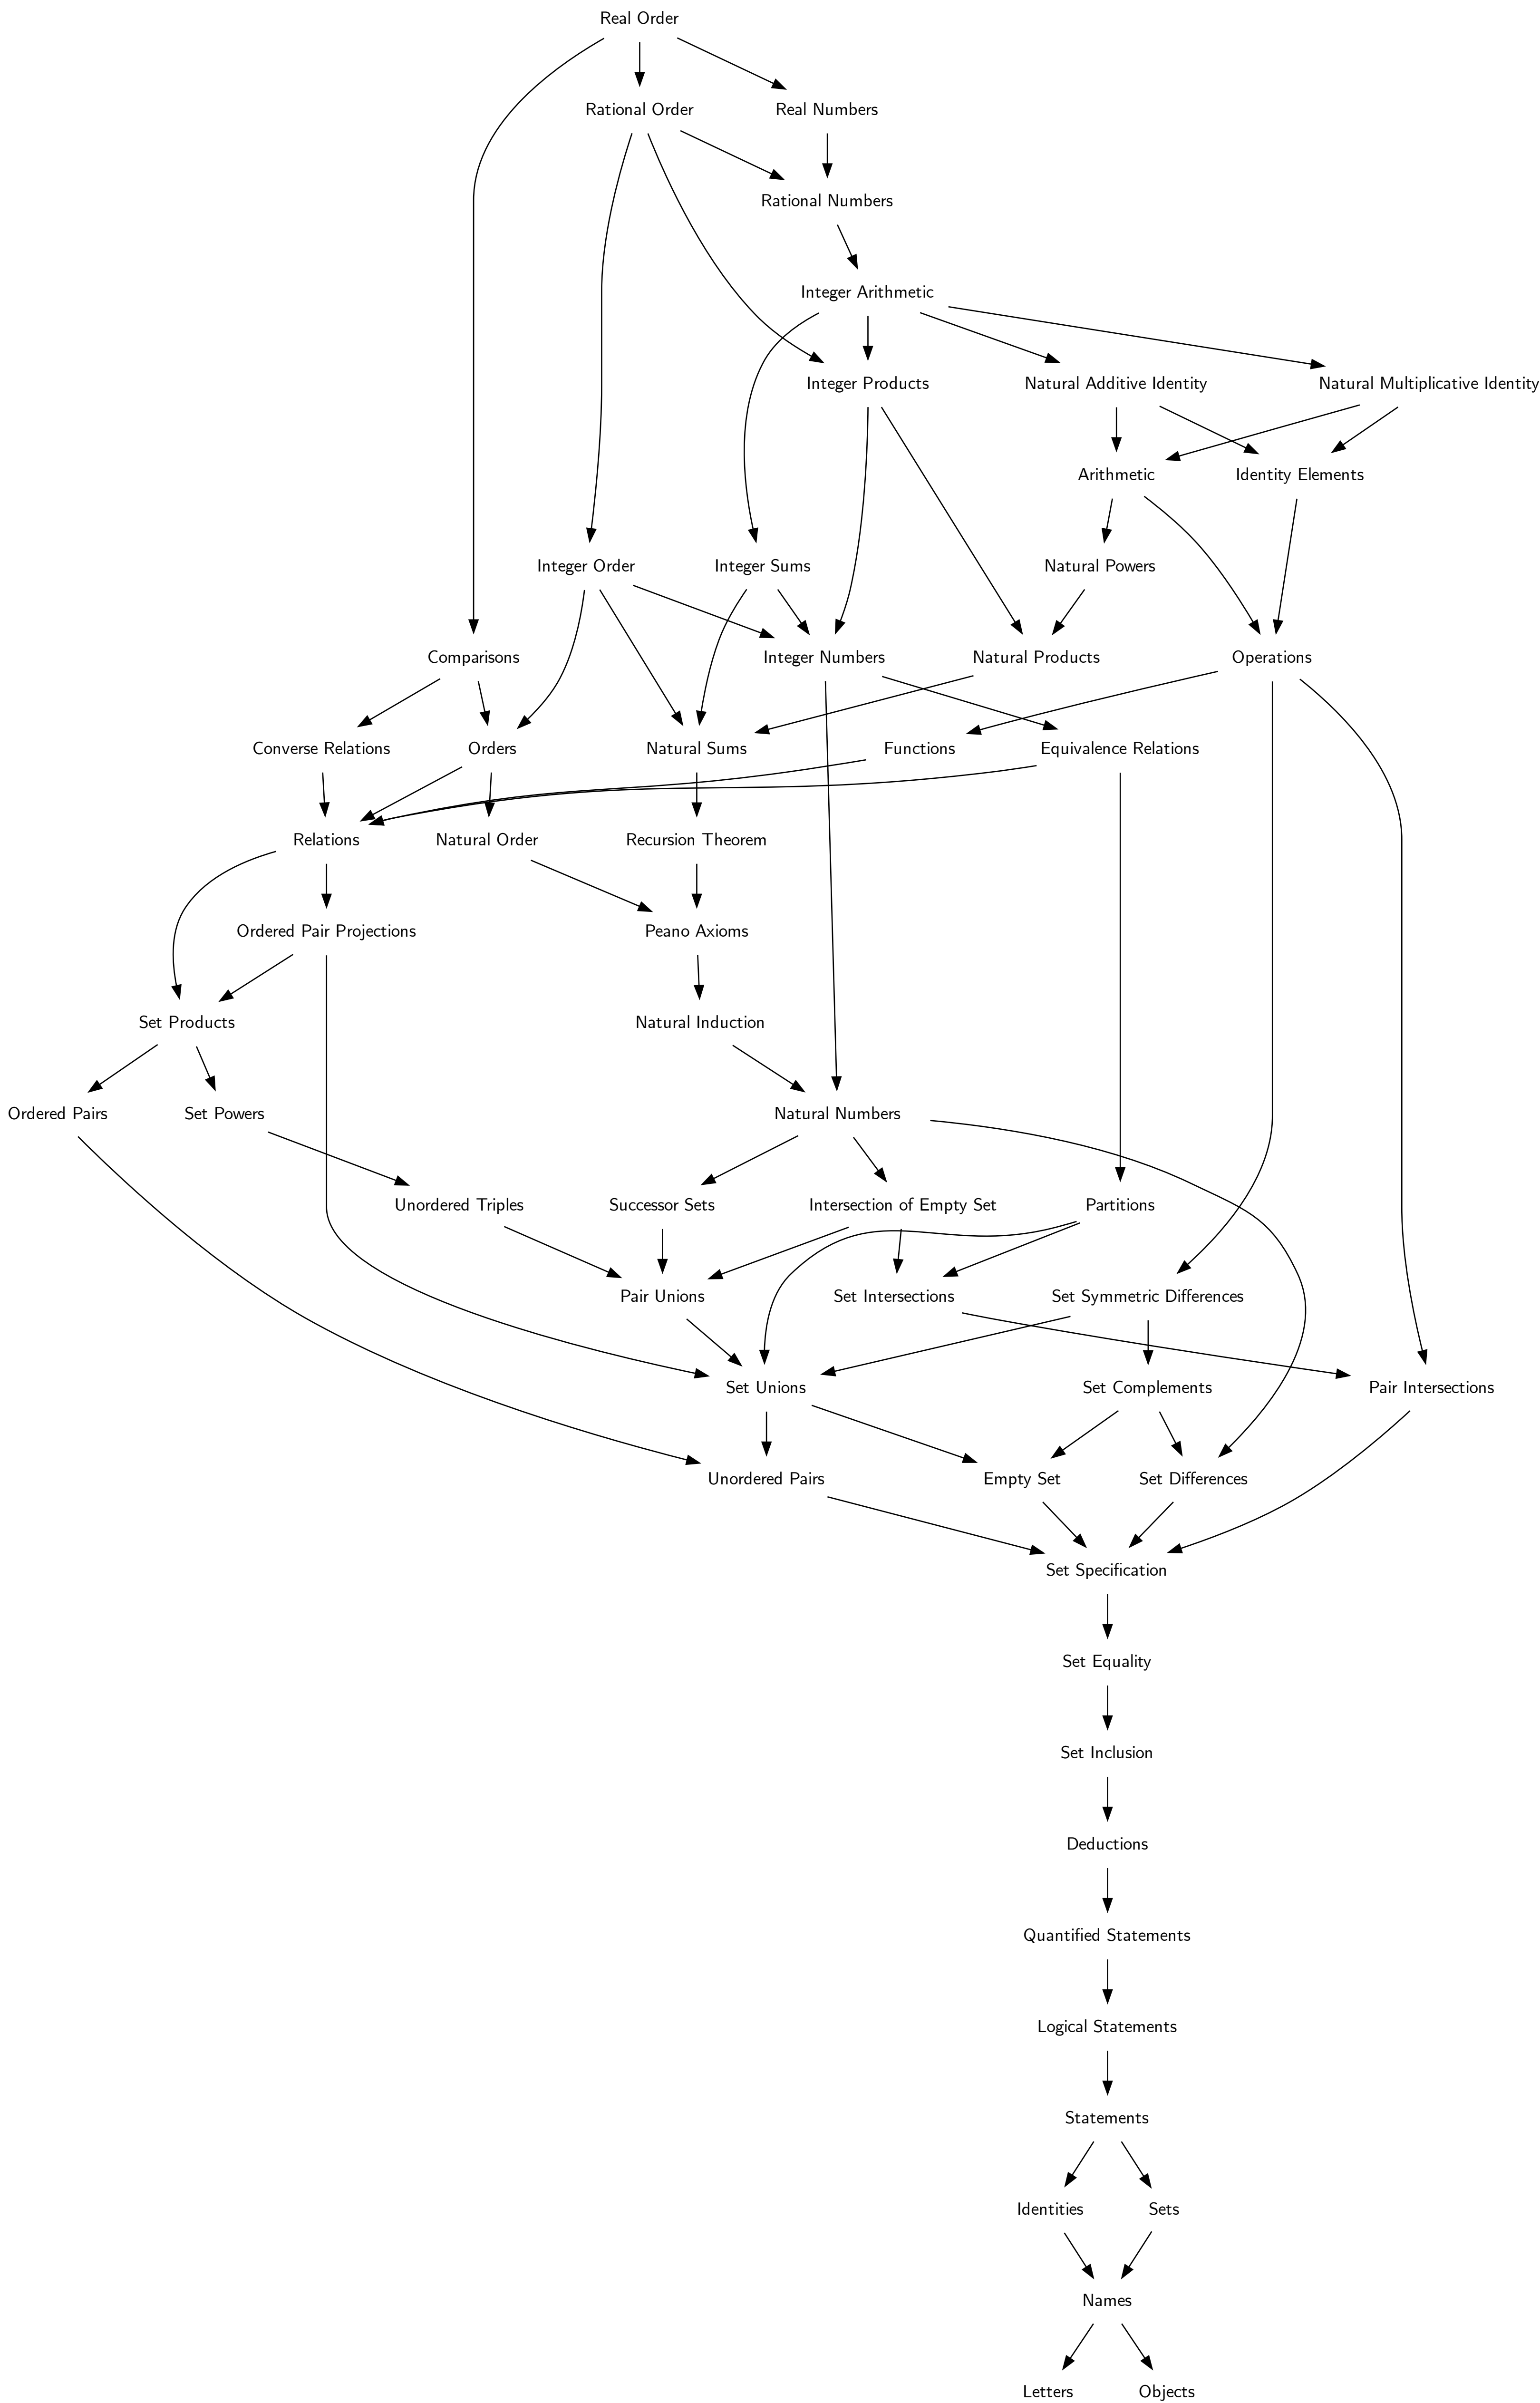 Real Order
Rational Order
Real Numbers
Rational Numbers
Integer Arithmetic
Integer Products
Natural Additive Identity
Natural Multiplicative Identity
Arithmetic
Identity Elements
Integer Order
Integer Sums
Natural Powers
Comparisons
Integer Numbers
Natural Products
Operations
Converse Relations
Orders
Natural Sums
Functions
Equivalence Relations
Relations
Natural Order
Recursion Theorem
Ordered Pair Projections
Peano Axioms
Set Products
Natural Induction
Ordered Pairs
Set Powers
Natural Numbers
Unordered Triples
Successor Sets
Intersection of Empty Set
Partitions
Pair Unions
Set Intersections
Set Symmetric Differences
Set Unions
Set Complements
Pair Intersections
Unordered Pairs
Empty Set
Set Differences
Set Specification
Set Equality
Set Inclusion
Deductions
Quantified Statements
Logical Statements
Statements
Identities
Sets
Names
Letters
Objects